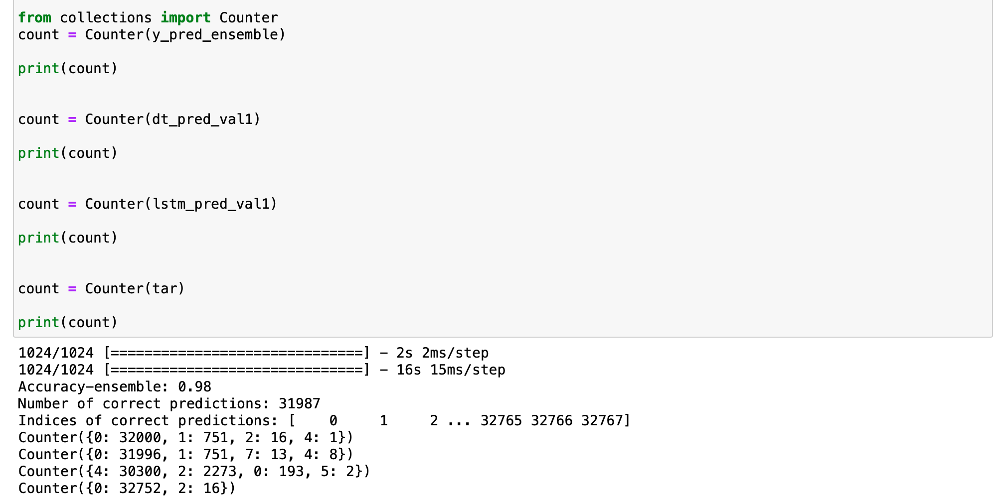 from collections import Counter
count = Counter(y_pred_ensemble)
print(count)
count = Counter(dt_pred_val1)
print(count)
count = Counter(lstm_pred_val1)
print(count)
count = Counter(tar)
print(count)
1024/1024 [==============================] - 2s 2ms/step
1024/1024 [==============================] - 16s 15ms/step
Accuracy-ensemble: 0.98
Number of correct predictions: 31987
Indices of correct predictions: [    0     1     2 ... 32765 32766 32767]
Counter({0: 32000, 1: 751, 2: 16, 4: 1})
Counter({0: 31996, 1: 751, 7: 13, 4: 8})
Counter({4: 30300, 2: 2273, 0: 193, 5: 2})
Counter({0: 32752, 2: 16})